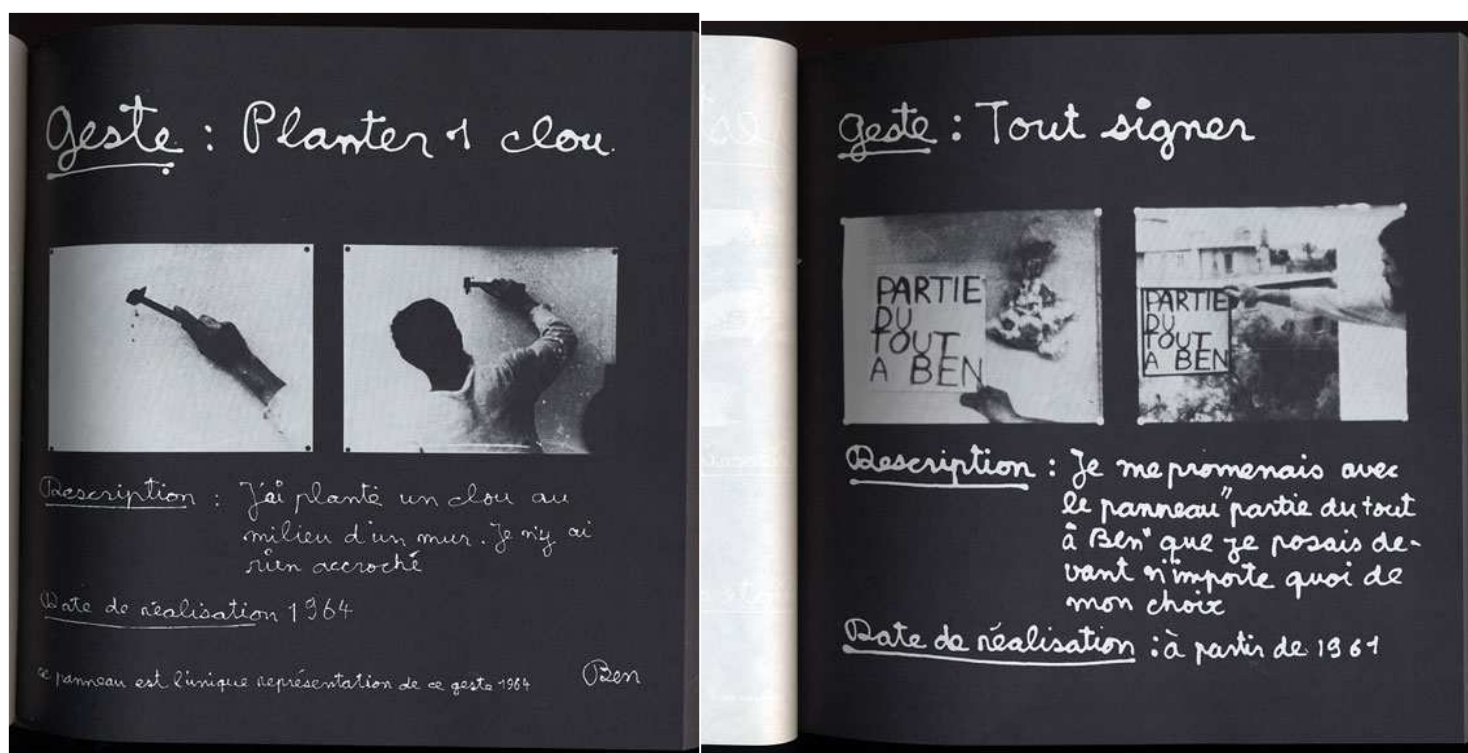 Geste : Planter 1 clou.
Description : J'ai planté un clou au
milieu d'un mur. Je n'y ai
rien accroché
Date de réalisation 1964
ce panneau est l'unique représentation de ce geste 1964
Ben
geste : Tout signer
PARTIE
DU
TOUT
A BEN
PARTIE
DU
TOUT
A BEN
Description : Je me promenais avec
le panneau "partie du tout
à Ben" que je posais de-
vant n'importe quoi de
mon choix
Date de réalisation : à partir de 1961